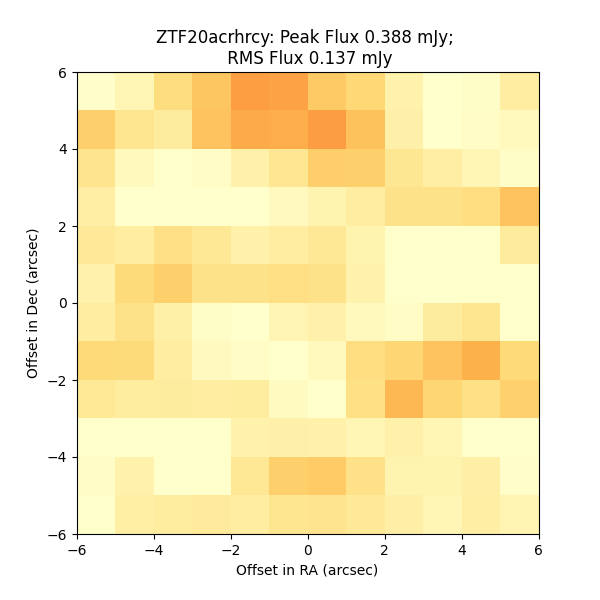 ZTF20acrhrcy: Peak Flux 0.388 mJy;
RMS Flux 0.137 mJy
6
4
2
0
−2
−4
−6
Offset in Dec (arcsec)
−6 −4 −2 0 2 4 6
Offset in RA (arcsec)